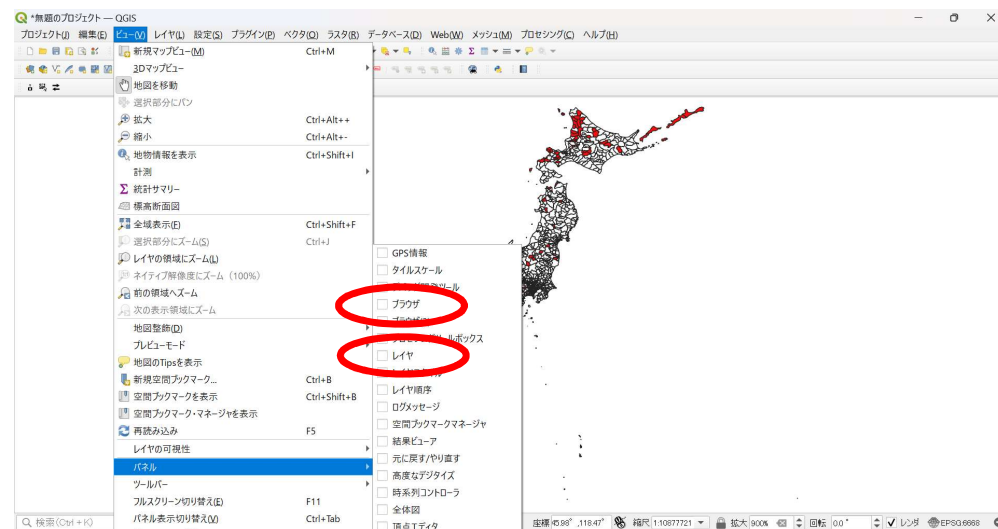 *無題のプロジェクト — QGIS
プロジェクト(J) 編集(E) ビュー(V) レイヤ(L) 設定(S) プラグイン(P) ベクタ(O) ラスタ(R) データベース(D) Web(W) メッシュ(M) プロセシング(C) ヘルプ(H)
新規マップビュー(M) Ctrl+M
3Dマップビュー
地図を移動
選択部分にパン
拡大 Ctrl+Alt++
縮小 Ctrl+Alt+-
地物情報を表示 Ctrl+Shift+I
計測
統計サマリー
標高断面図
全域表示(F) Ctrl+Shift+F
選択部分にズーム(S) Ctrl+J
レイヤの領域にズーム(L)
ネイティブ解像度にズーム (100%)
前の領域へズーム
次の表示領域にズーム
地図整飾(D)
プレビューモード
地図のTipsを表示
新規空間ブックマーク... Ctrl+B
空間ブックマークを表示 Ctrl+Shift+B
空間ブックマーク・マネージャを表示
再読み込み F5
レイヤの可視性
パネル
ツールバー
フルスクリーン切り替え(E) F11
パネル表示切り替え(V) Ctrl+Tab
GPS情報
タイルスケール
ブラウザ
レイヤ
レイヤ順序
ログメッセージ
空間ブックマークマネージャ
結果ビューア
元に戻す/やり直す
高度なデジタイズ
時系列コントローラ
全体図
頂点エディタ
検索(Ctrl+K) 座標 45.98° ,118.47° 縮尺 1:10877721 拡大 900% 回転 0.0° レンダ EPSG:6668